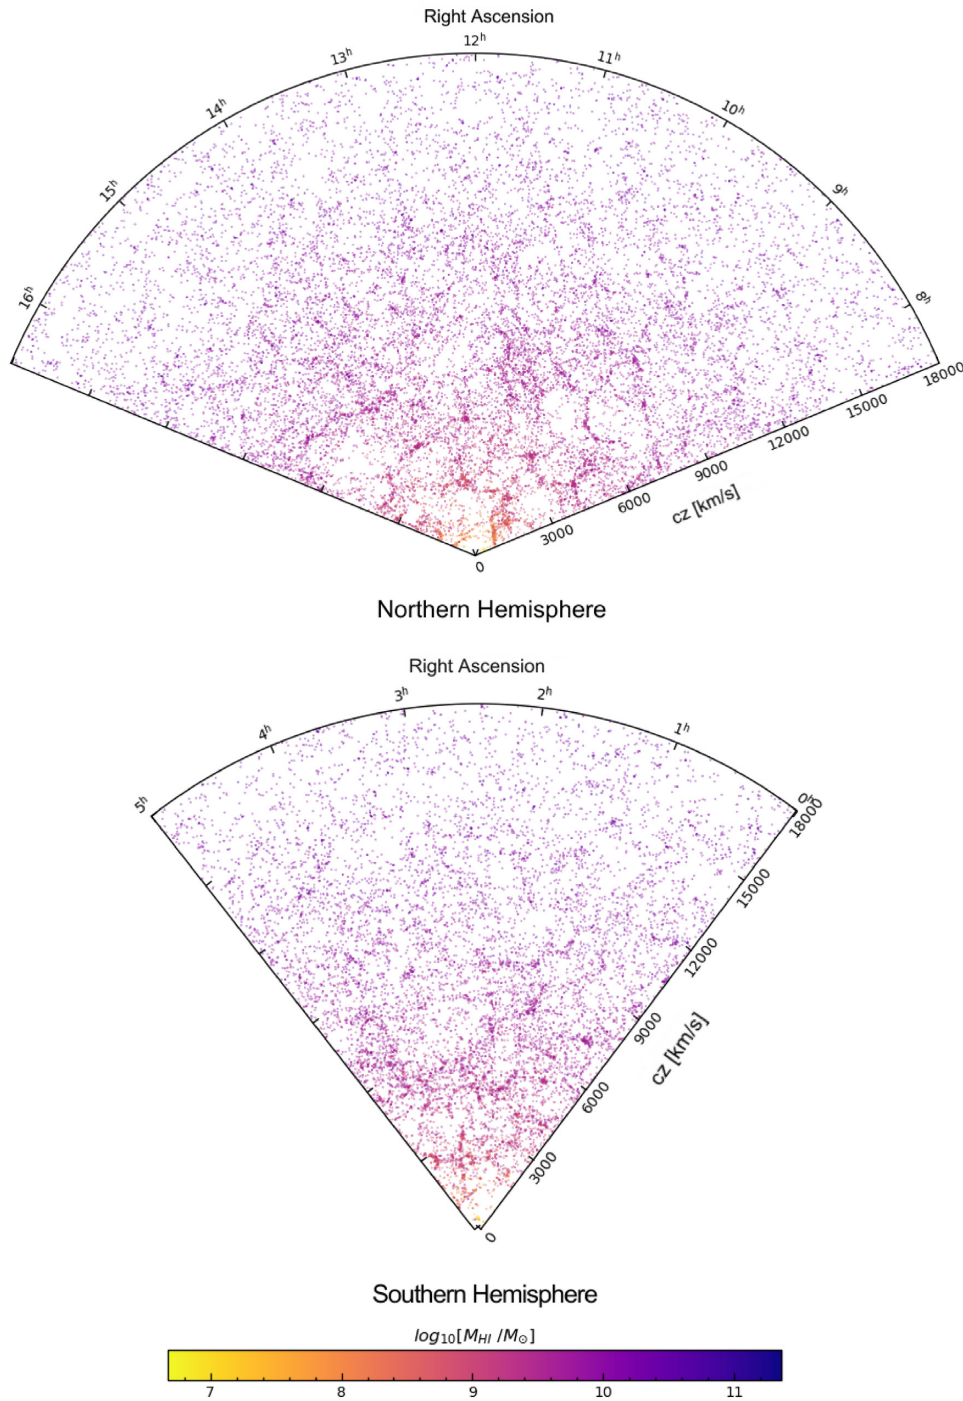 Right Ascension
12ʰ
13ʰ 11ʰ
14ʰ 10ʰ
15ʰ 9ʰ
16ʰ 8ʰ
18000
15000
12000
9000
6000
3000
0
cz [km/s]
Northern Hemisphere
Right Ascension
3ʰ 2ʰ
4ʰ 1ʰ
5ʰ 0ʰ
18000
15000
12000
9000
6000
3000
0
cz [km/s]
Southern Hemisphere
log₁₀[M_HI /M_⊙]
7 8 9 10 11